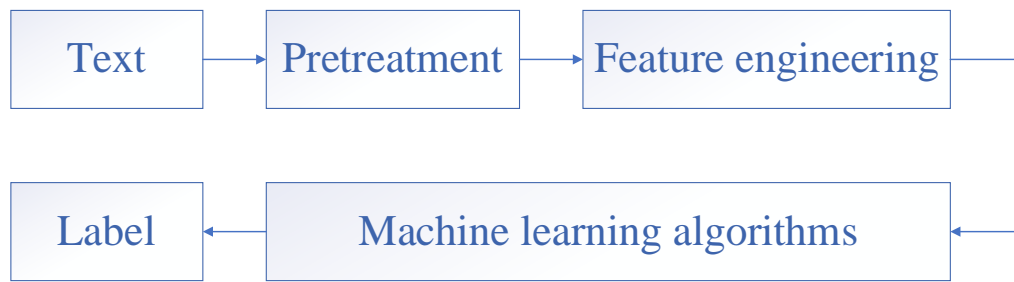 Text
Pretreatment
Feature engineering
Label
Machine learning algorithms